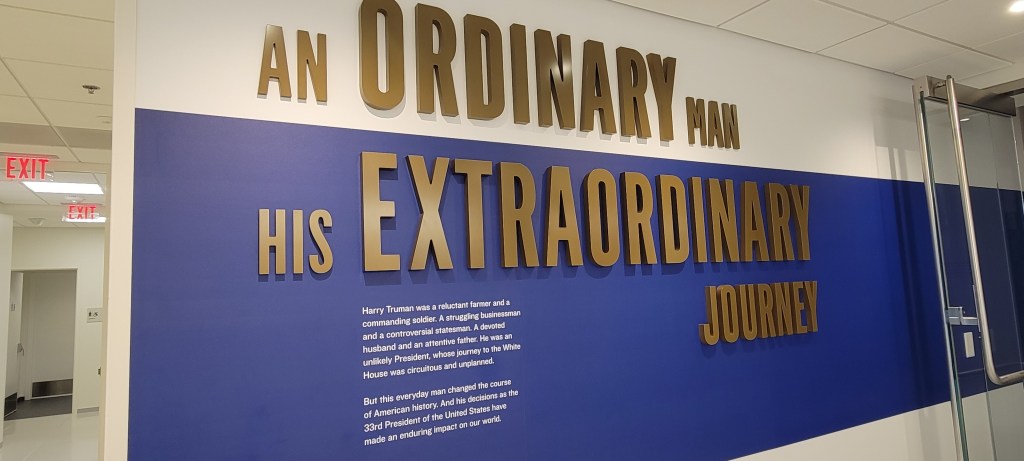 AN ORDINARY MAN
HIS EXTRAORDINARY
JOURNEY
Harry Truman was a reluctant farmer and a
commanding soldier. A struggling businessman
and a controversial statesman. A devoted
husband and an attentive father. He was an
unlikely President, whose journey to the White
House was circuitous and unplanned.
But this everyday man changed the course
of American history. And his decisions as the
33rd President of the United States have
made an enduring impact on our world.
EXIT
EXIT